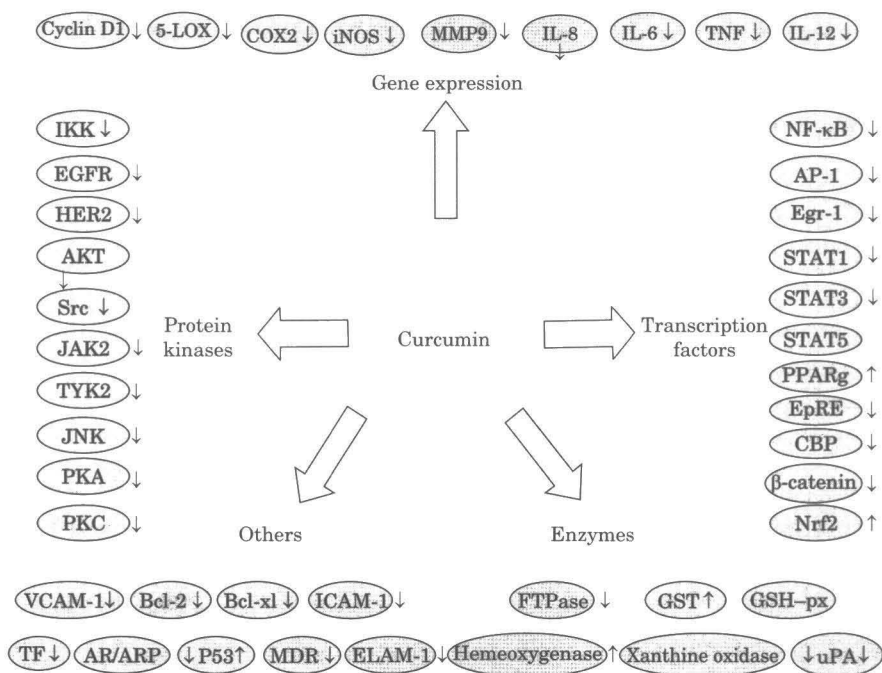 Cyclin D1 ↓ 5-LOX ↓ COX2 ↓ iNOS ↓ MMP9 ↓ IL-8 ↓ IL-6 ↓ TNF ↓ IL-12 ↓
Gene expression
IKK ↓
EGFR ↓
HER2 ↓
AKT ↓
Src ↓
JAK2 ↓
TYK2 ↓
JNK ↓
PKA ↓
PKC ↓
Protein
kinases
Curcumin
Transcription
factors
NF-κB ↓
AP-1 ↓
Egr-1 ↓
STAT1 ↓
STAT3 ↓
STAT5
PPARg ↑
EpRE ↓
CBP ↓
β-catenin ↓
Nrf2 ↑
Others
Enzymes
VCAM-1↓ Bcl-2 ↓ Bcl-xl ↓ ICAM-1 ↓ FTPase ↓ GST ↑ GSH–px
TF ↓ AR/ARP ↓P53↑ MDR ↓ ELAM-1 ↓ Hemeoxygenase ↑ Xanthine oxidase ↓uPA↓